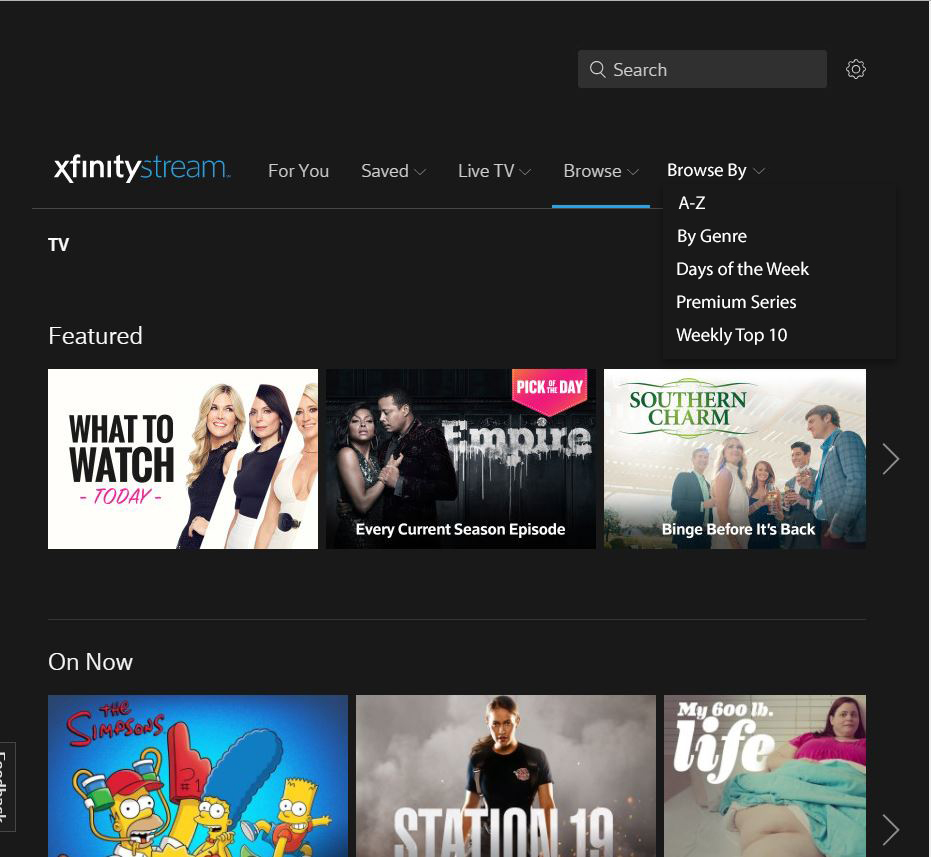 Search
xfinitystream
For You
Saved
Live TV
Browse
Browse By
A-Z
By Genre
Days of the Week
Premium Series
Weekly Top 10
TV
Featured
WHAT TO
WATCH
- TODAY -
PICK OF THE DAY
Empire
Every Current Season Episode
SOUTHERN
CHARM
Binge Before It's Back
On Now
THE
SIMPSONS
#1
STATION 19
My 600 lb.
life
Feedback